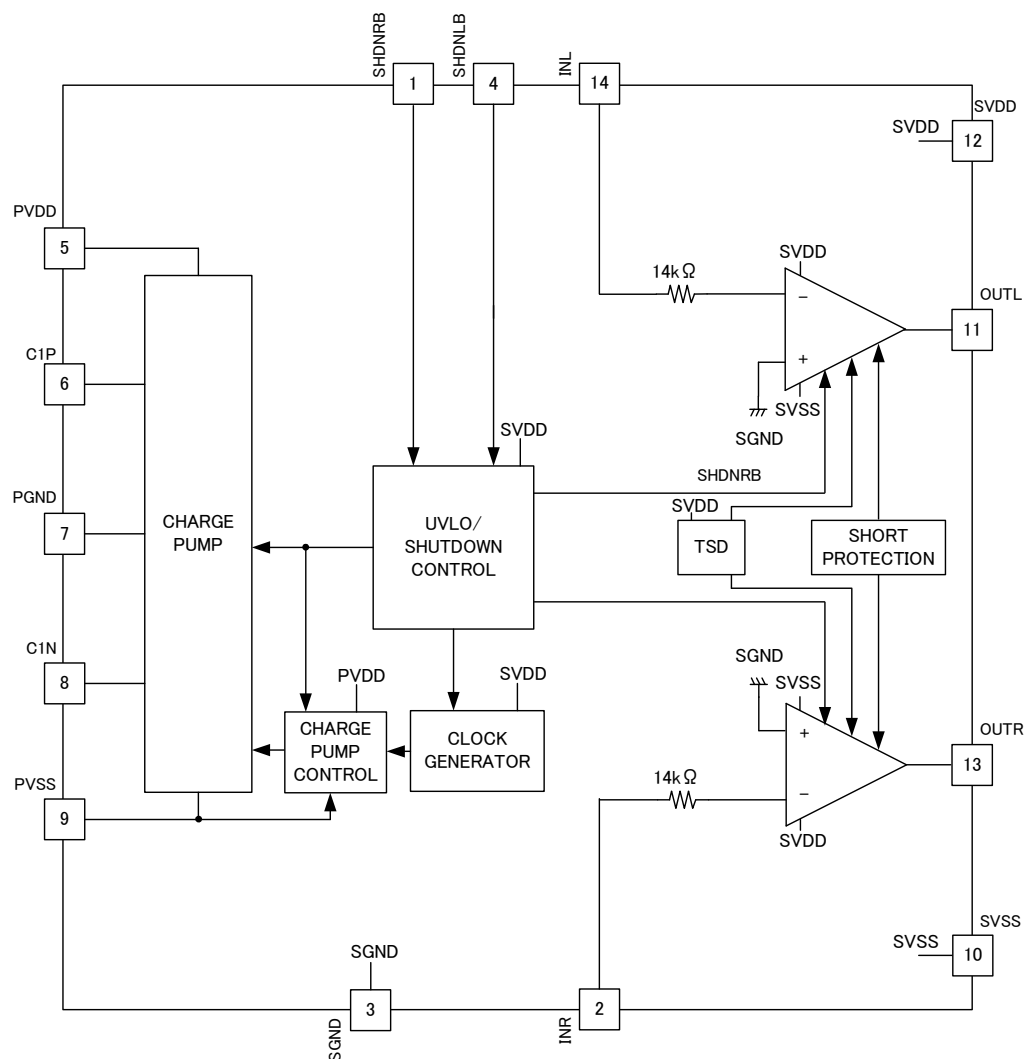 SHDNRB
SHDNLB
INL
1
4
14
SVDD
SVDD
12
PVDD
5
SVDD
14kΩ
−
OUTL
11
C1P
6
+
SVSS
SGND
SVDD
SHDNRB
PGND
7
CHARGE
PUMP
UVLO/
SHUTDOWN
CONTROL
SVDD
TSD
SHORT
PROTECTION
C1N
8
SGND
PVDD
SVDD
SVSS
CHARGE
PUMP
CONTROL
CLOCK
GENERATOR
+
OUTR
13
PVSS
9
14kΩ
−
SVDD
SVSS
SVSS
10
SGND
3
SGND
2
INR